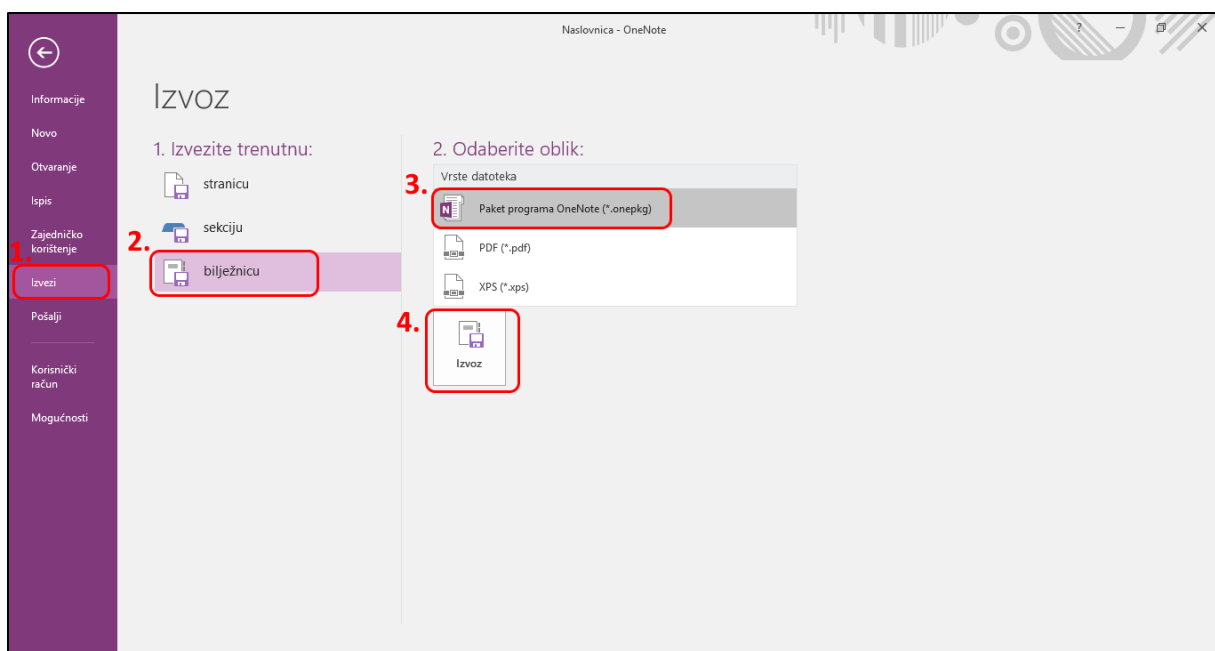 Naslovnica - OneNote
?
Informacije
Novo
Otvaranje
Ispis
Zajedničko
korištenje
1.
Izvezi
Pošalji
Korisnički
račun
Mogućnosti
Izvoz
1. Izvezite trenutnu:
stranicu
sekciju
2.
bilježnicu
2. Odaberite oblik:
Vrste datoteka
3.
N
Paket programa OneNote (*.onepkg)
PDF (*.pdf)
XPS (*.xps)
4.
Izvoz